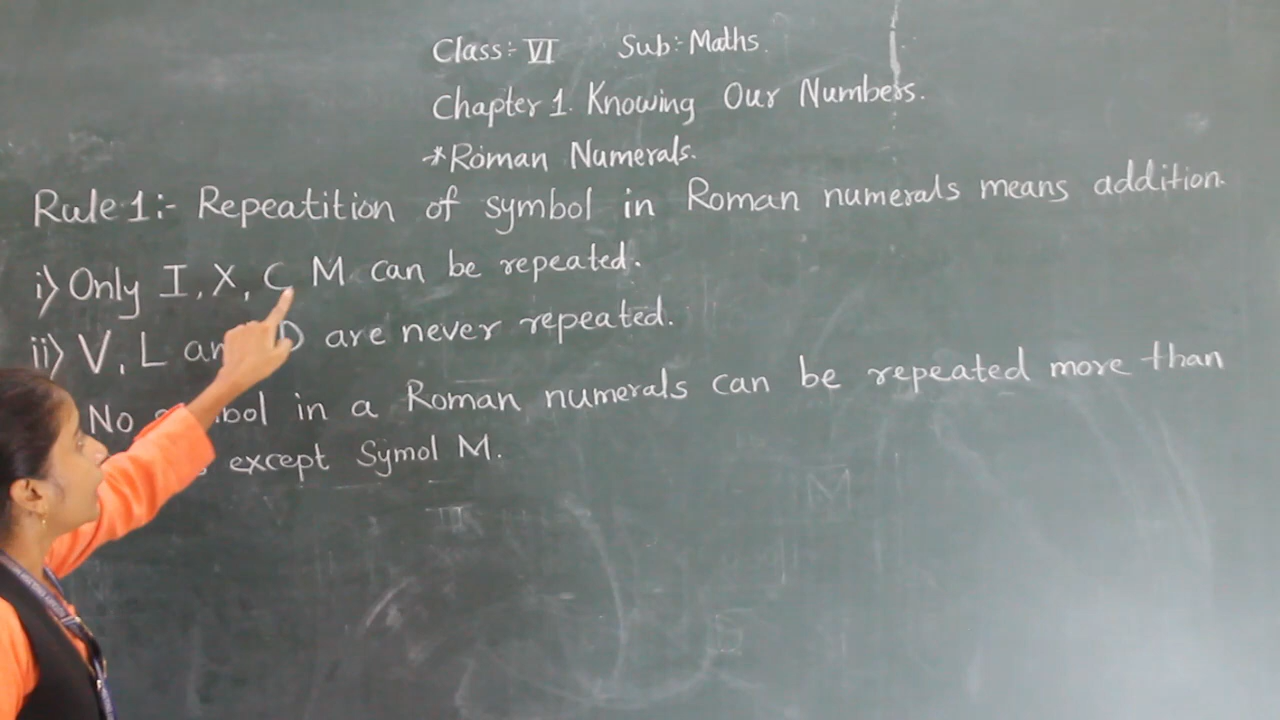 Class:- VI Sub:- Maths.
Chapter 1. Knowing Our Numbers.
*Roman Numerals.
Rule 1:- Repeatition of symbol in Roman numerals means addition.
i) Only I, X, C M can be repeated.
ii) V, L and D are never repeated.
No symbol in a Roman numerals can be repeated more than
except Symol M.